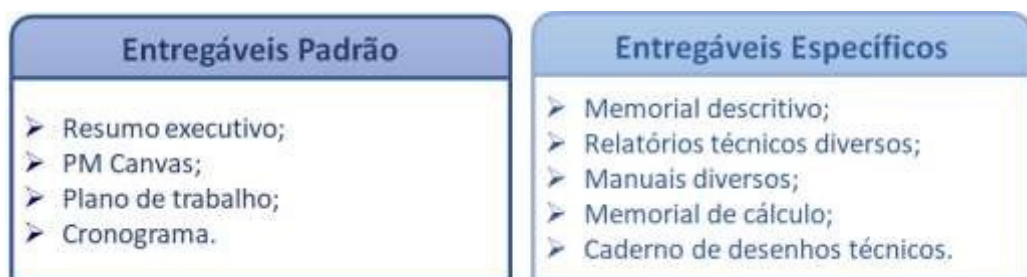 Entregáveis Padrão
➤ Resumo executivo;
➤ PM Canvas;
➤ Plano de trabalho;
➤ Cronograma.
Entregáveis Específicos
➤ Memorial descritivo;
➤ Relatórios técnicos diversos;
➤ Manuais diversos;
➤ Memorial de cálculo;
➤ Caderno de desenhos técnicos.